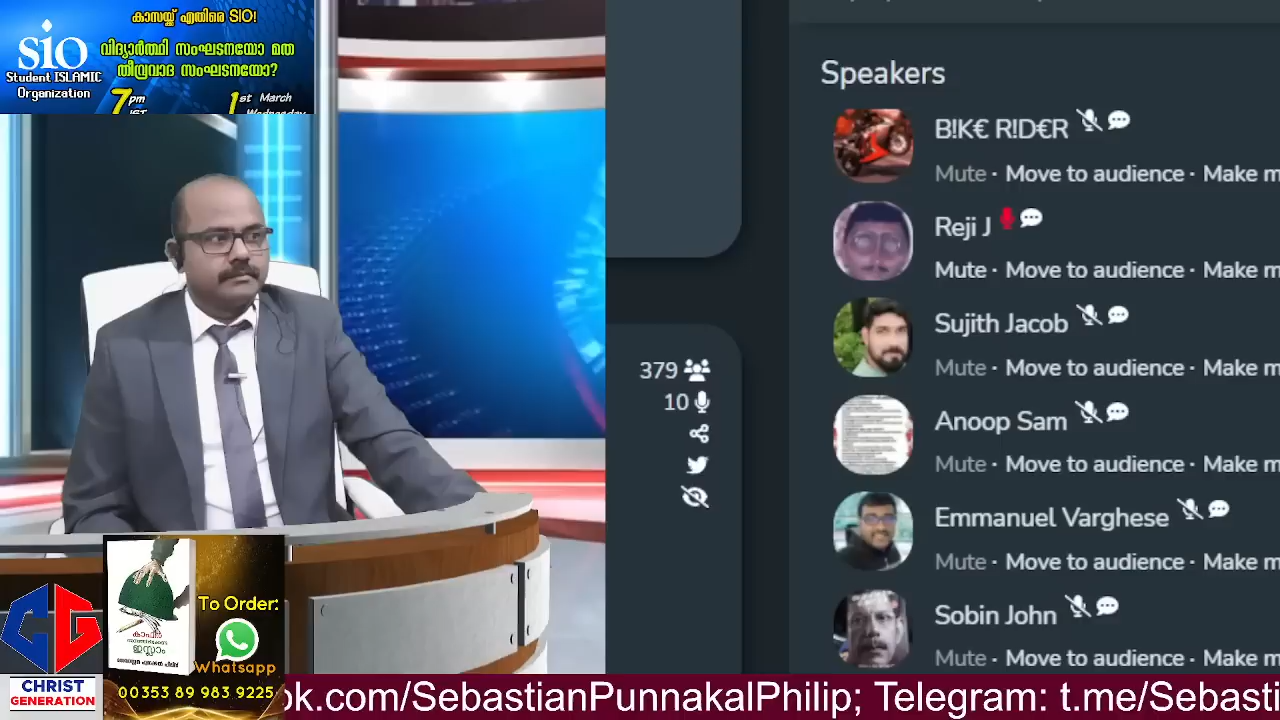 കാസയ്ക്ക് എതിരെ SIO!
SIO
വിദ്യാർത്ഥി സംഘടനയോ മത
തീവ്രവാദ സംഘടനയോ?
Student ISLAMIC
Organization
7pm
IST
1st March
Wednesday
Speakers
B!K€ R!D€R
Mute · Move to audience · Make m
Reji J
Mute · Move to audience · Make m
Sujith Jacob
Mute · Move to audience · Make m
379
10
Anoop Sam
Mute · Move to audience · Make m
Emmanuel Varghese
Mute · Move to audience · Make m
Sobin John
Mute · Move to audience · Make m
കാഫിർ
ഇസ്ലാം
To Order:
Whatsapp
00353 89 983 9225
CG
CHRIST
GENERATION
ok.com/SebastianPunnakalPhilip; Telegram: t.me/Sebasti